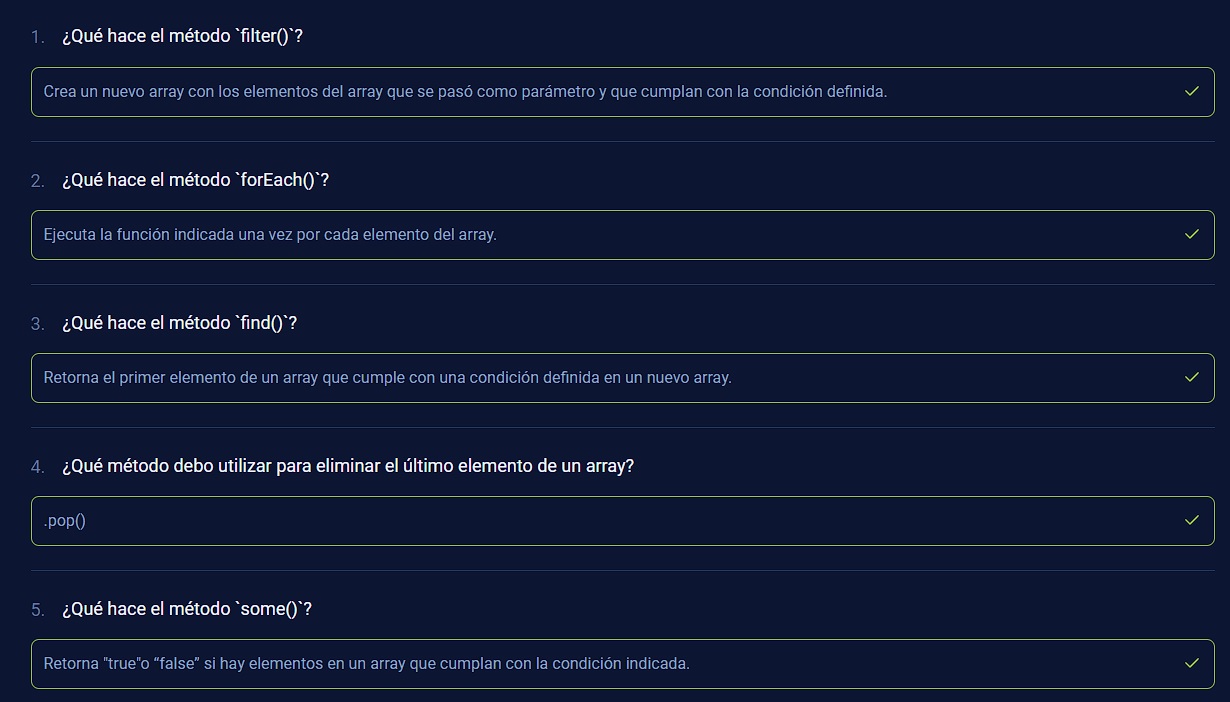 1. ¿Qué hace el método `filter()`?
Crea un nuevo array con los elementos del array que se pasó como parámetro y que cumplan con la condición definida.
2. ¿Qué hace el método `forEach()`?
Ejecuta la función indicada una vez por cada elemento del array.
3. ¿Qué hace el método `find()`?
Retorna el primer elemento de un array que cumple con una condición definida en un nuevo array.
4. ¿Qué método debo utilizar para eliminar el último elemento de un array?
.pop()
5. ¿Qué hace el método `some()`?
Retorna "true"o “false” si hay elementos en un array que cumplan con la condición indicada.